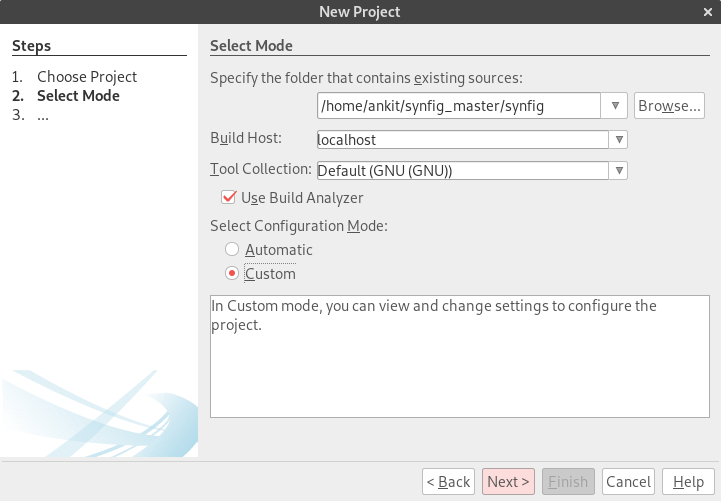 New Project
Steps
1. Choose Project
2. Select Mode
3. ...
Select Mode
Specify the folder that contains existing sources:
/home/ankit/synfig_master/synfig
Browse...
Build Host:
localhost
Tool Collection:
Default (GNU (GNU))
Use Build Analyzer
Select Configuration Mode:
Automatic
Custom
In Custom mode, you can view and change settings to configure the
project.
< Back
Next >
Finish
Cancel
Help